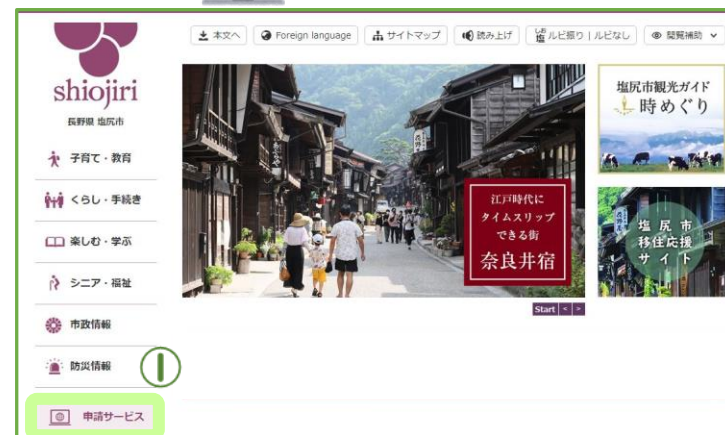 本文へ
Foreign language
サイトマップ
読み上げ
塩しおルビ振り | ルビなし
閲覧補助
shiojiri
長野県 塩尻市
子育て・教育
くらし・手続き
楽しむ・学ぶ
シニア・福祉
市政情報
防災情報
①
申請サービス
江戸時代に
タイムスリップ
できる街
奈良井宿
Start < >
塩尻市観光ガイド
時めぐり
塩尻市
移住応援
サイト